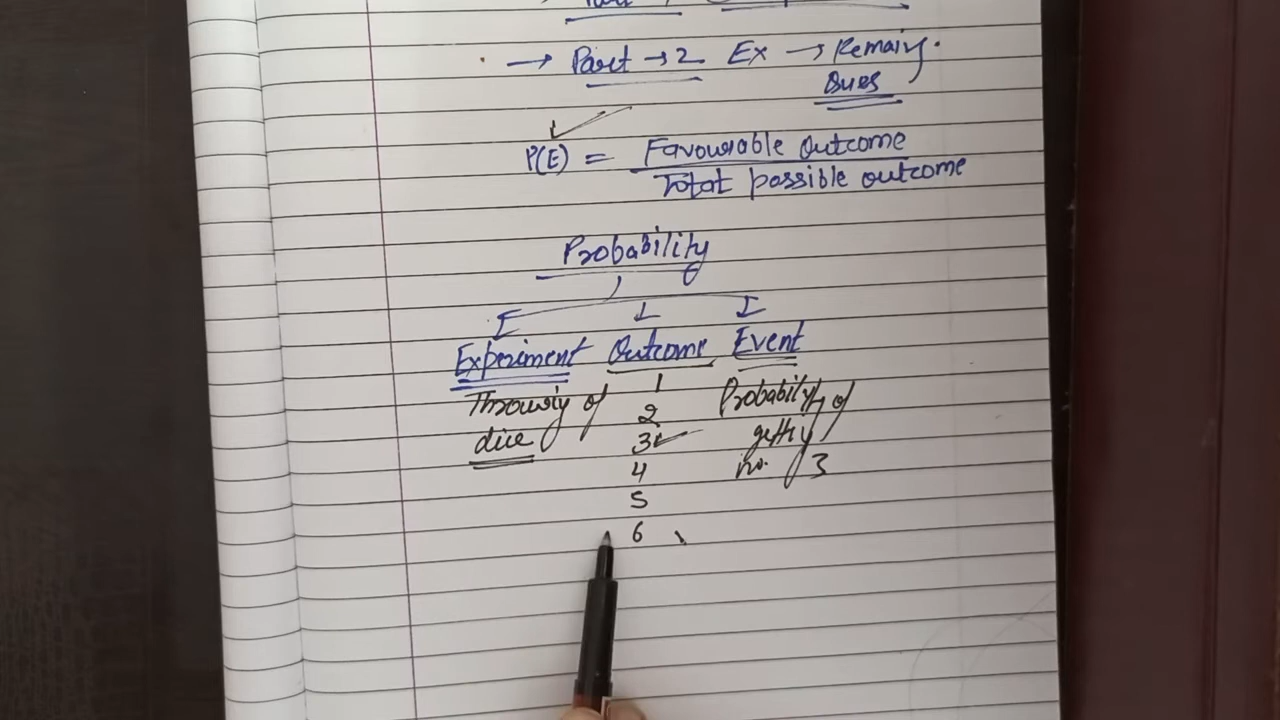 → Part → 2 Ex → Remaing.
Ques
P(E) = Favourable Outcome
Total possible outcome
Probability
Experiment Outcome Event
Throwing of
dice
1
2
3 ✓
4
5
6
Probability of
getting
no. 3